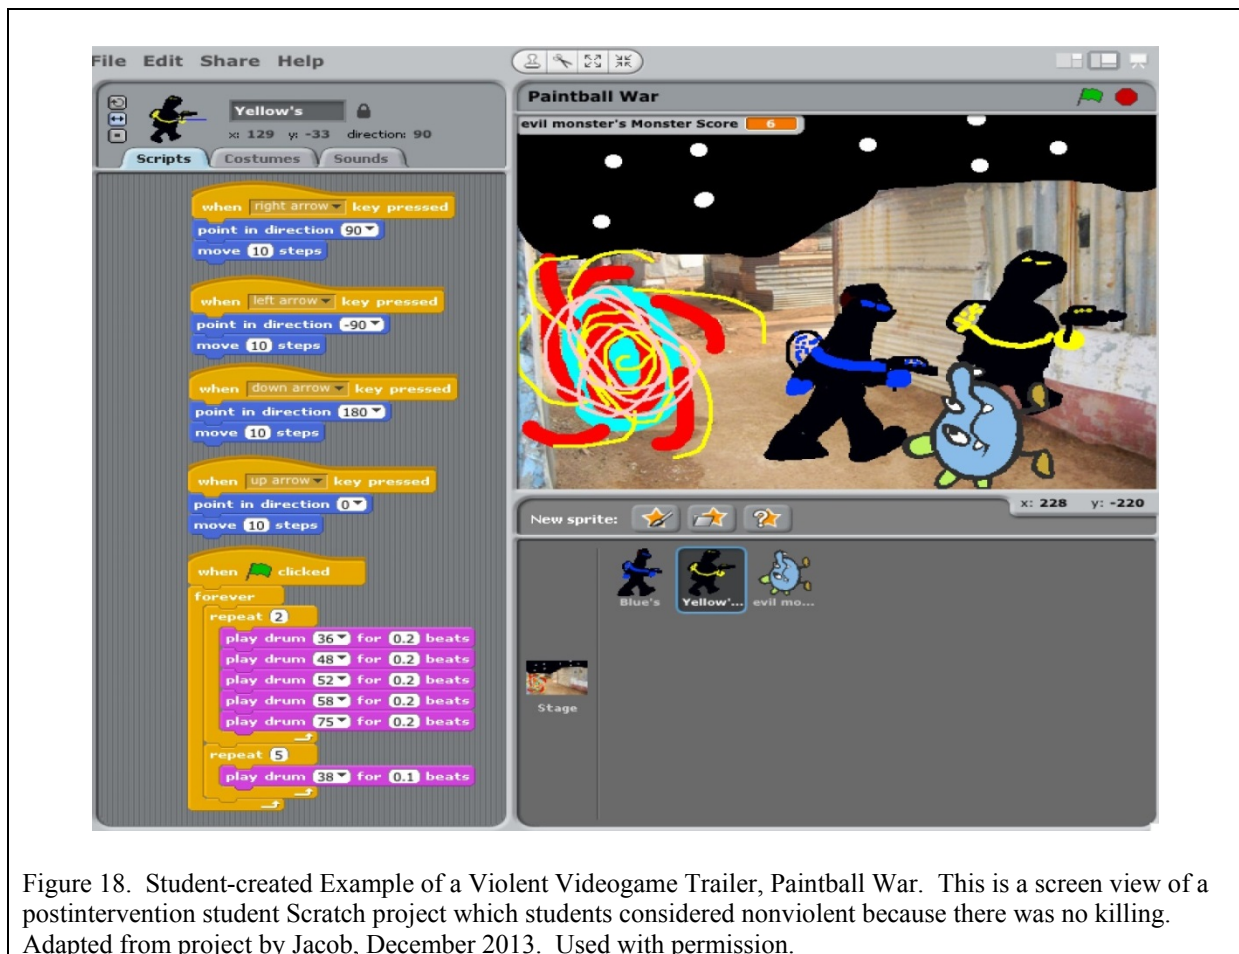 File Edit Share Help
Yellow's
x: 129 y: -33 direction: 90
Scripts Costumes Sounds
when right arrow key pressed
point in direction 90
move 10 steps
when left arrow key pressed
point in direction -90
move 10 steps
when down arrow key pressed
point in direction 180
move 10 steps
when up arrow key pressed
point in direction 0
move 10 steps
when clicked
forever
repeat 2
play drum 36 for 0.2 beats
play drum 48 for 0.2 beats
play drum 52 for 0.2 beats
play drum 58 for 0.2 beats
play drum 75 for 0.2 beats
repeat 5
play drum 38 for 0.1 beats
Paintball War
evil monster's Monster Score 6
x: 228 y: -220
New sprite:
Blue's Yellow'... evil mo...
Stage
Figure 18. Student-created Example of a Violent Videogame Trailer, Paintball War. This is a screen view of a
postintervention student Scratch project which students considered nonviolent because there was no killing.
Adapted from project by Jacob, December 2013. Used with permission.